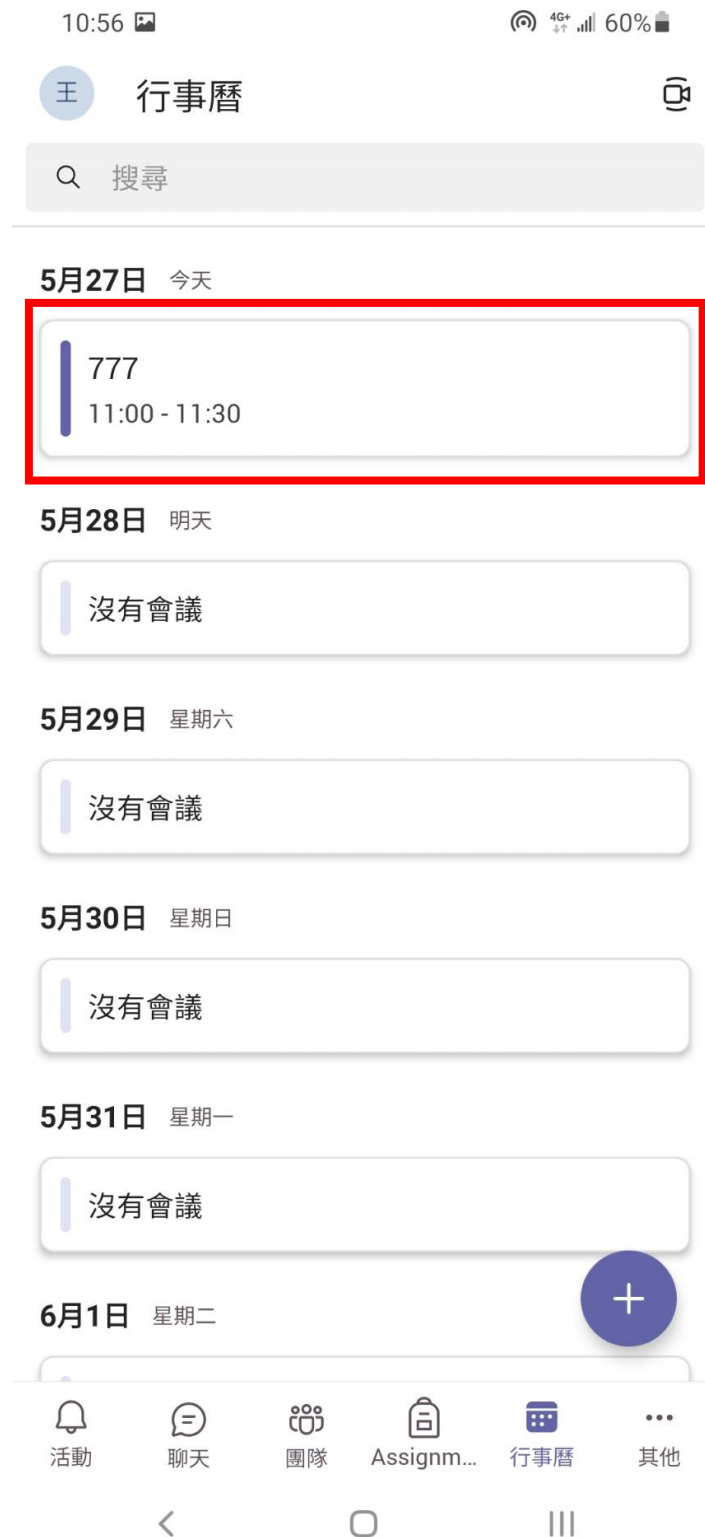 10:56 4G+ 60%
王 行事曆
搜尋
5月27日 今天
777
11:00 - 11:30
5月28日 明天
沒有會議
5月29日 星期六
沒有會議
5月30日 星期日
沒有會議
5月31日 星期一
沒有會議
6月1日 星期二
活動 聊天 團隊 Assignm... 行事曆 其他